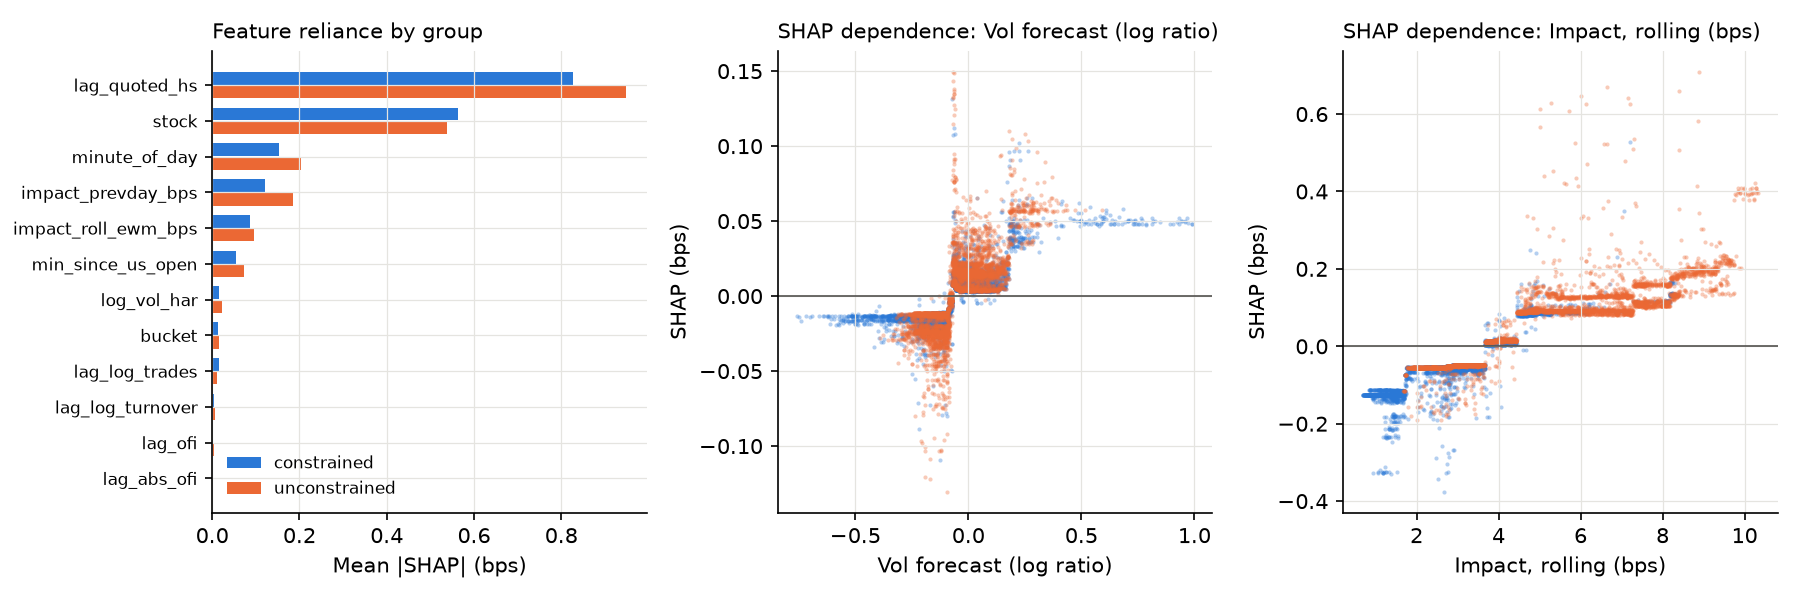 Feature reliance by group
lag_quoted_hs
stock
minute_of_day
impact_prevday_bps
impact_roll_ewm_bps
min_since_us_open
log_vol_har
bucket
lag_log_trades
lag_log_turnover
lag_ofi
lag_abs_ofi
constrained
unconstrained
0.0 0.2 0.4 0.6 0.8
Mean |SHAP| (bps)
SHAP dependence: Vol forecast (log ratio)
SHAP (bps)
0.15
0.10
0.05
0.00
−0.05
−0.10
−0.5 0.0 0.5 1.0
Vol forecast (log ratio)
SHAP dependence: Impact, rolling (bps)
SHAP (bps)
0.6
0.4
0.2
0.0
−0.2
−0.4
2 4 6 8 10
Impact, rolling (bps)